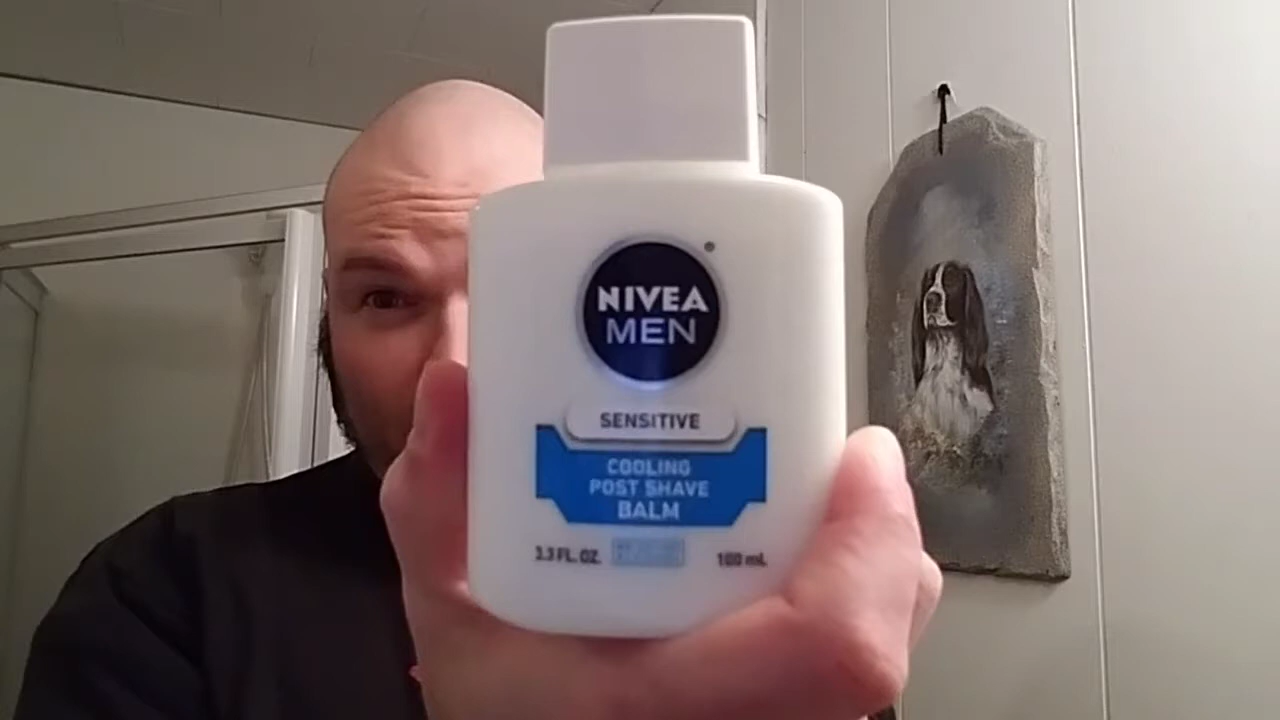 NIVEA
MEN
SENSITIVE
COOLING
POST SHAVE
BALM
3.3 FL. OZ.
100 mL